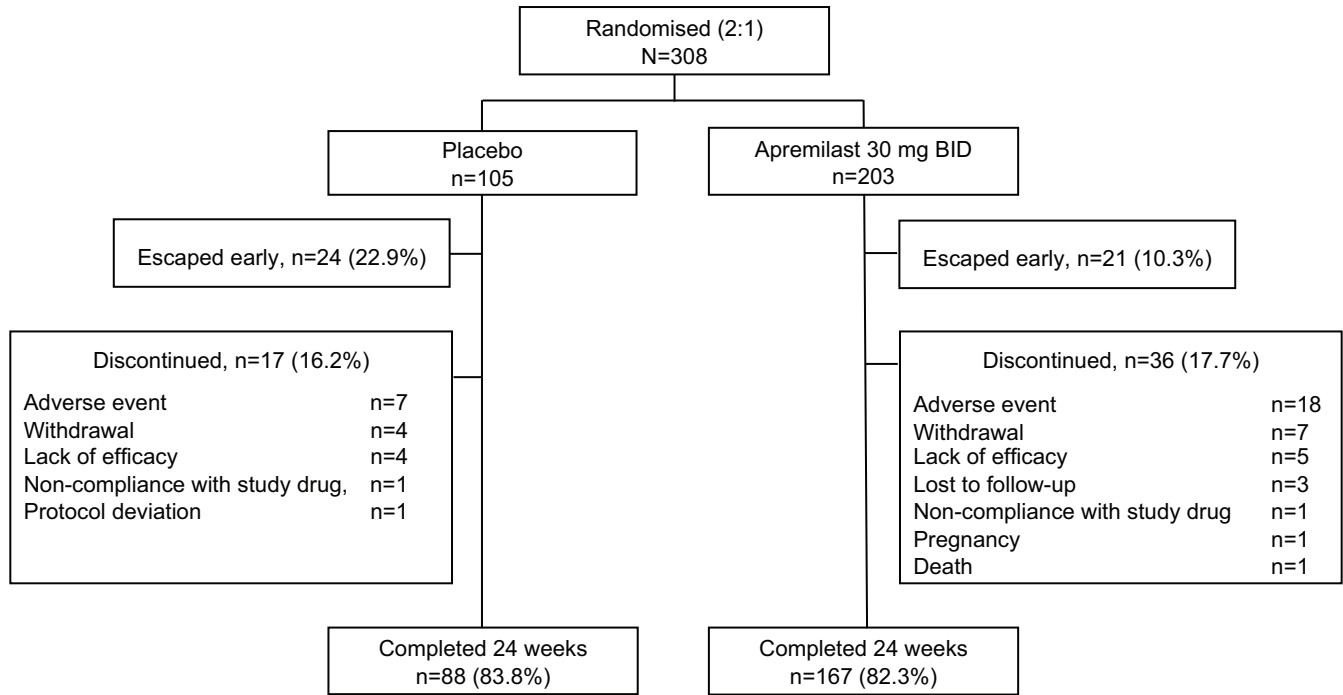 Randomised (2:1)
N=308
Placebo
n=105
Apremilast 30 mg BID
n=203
Escaped early, n=24 (22.9%)
Escaped early, n=21 (10.3%)
Discontinued, n=17 (16.2%)
Adverse event n=7
Withdrawal n=4
Lack of efficacy n=4
Non-compliance with study drug, n=1
Protocol deviation n=1
Discontinued, n=36 (17.7%)
Adverse event n=18
Withdrawal n=7
Lack of efficacy n=5
Lost to follow-up n=3
Non-compliance with study drug n=1
Pregnancy n=1
Death n=1
Completed 24 weeks
n=88 (83.8%)
Completed 24 weeks
n=167 (82.3%)